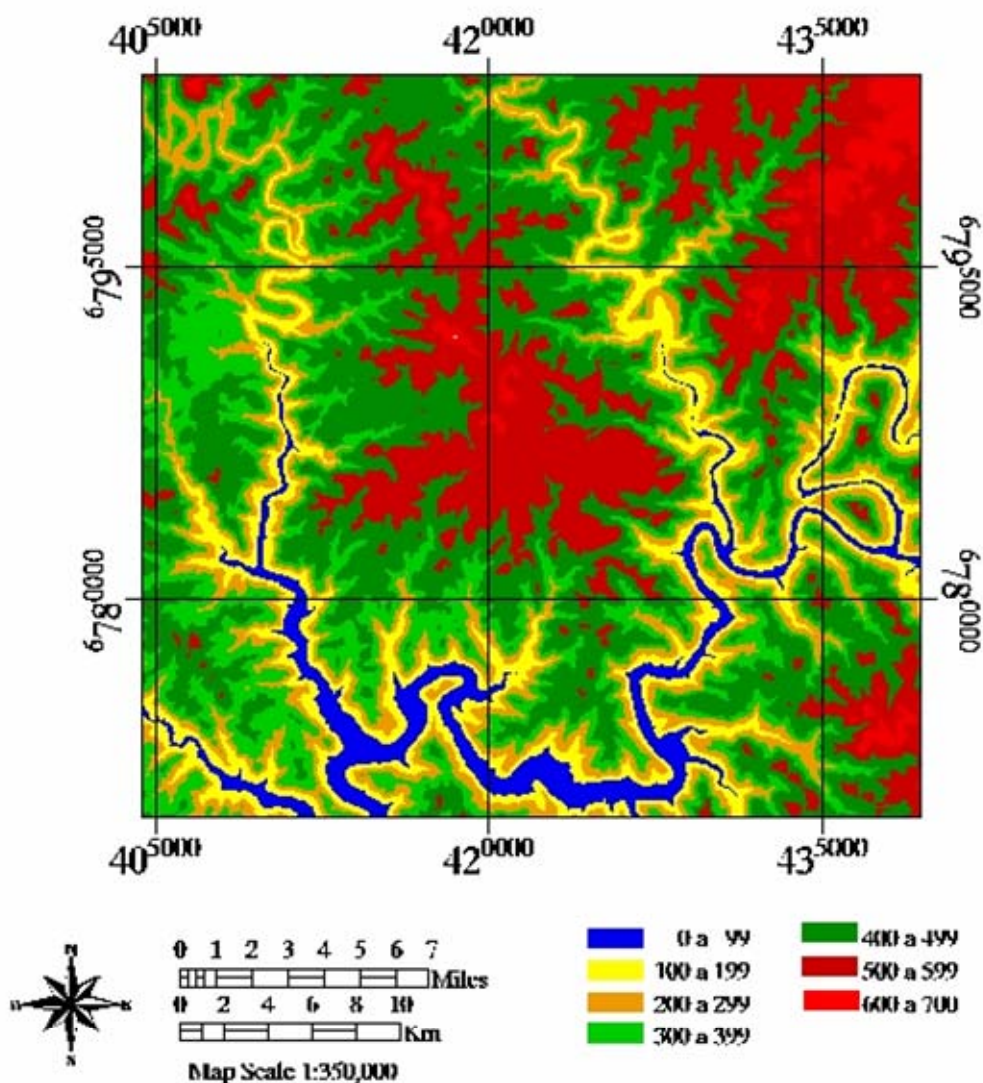 405000 420000 435000
6795000 6795000
6780000 6780000
405000 420000 435000
N
S
0 1 2 3 4 5 6 7
Miles
0 2 4 6 8 10
Km
Map Scale 1:350,000
0 a 99
100 a 199
200 a 299
300 a 399
400 a 499
500 a 599
600 a 700